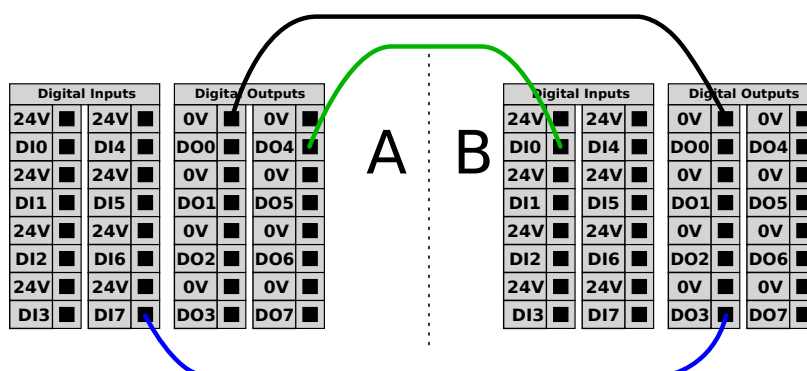 Digital Inputs Digital Outputs Digital Inputs Digital Outputs
24V 24V 0V 0V 24V 24V 0V 0V
DI0 DI4 DO0 DO4 A B DI0 DI4 DO0 DO4
24V 24V 0V 0V 24V 24V 0V 0V
DI1 DI5 DO1 DO5 DI1 DI5 DO1 DO5
24V 24V 0V 0V 24V 24V 0V 0V
DI2 DI6 DO2 DO6 DI2 DI6 DO2 DO6
24V 24V 0V 0V 24V 24V 0V 0V
DI3 DI7 DO3 DO7 DI3 DI7 DO3 DO7